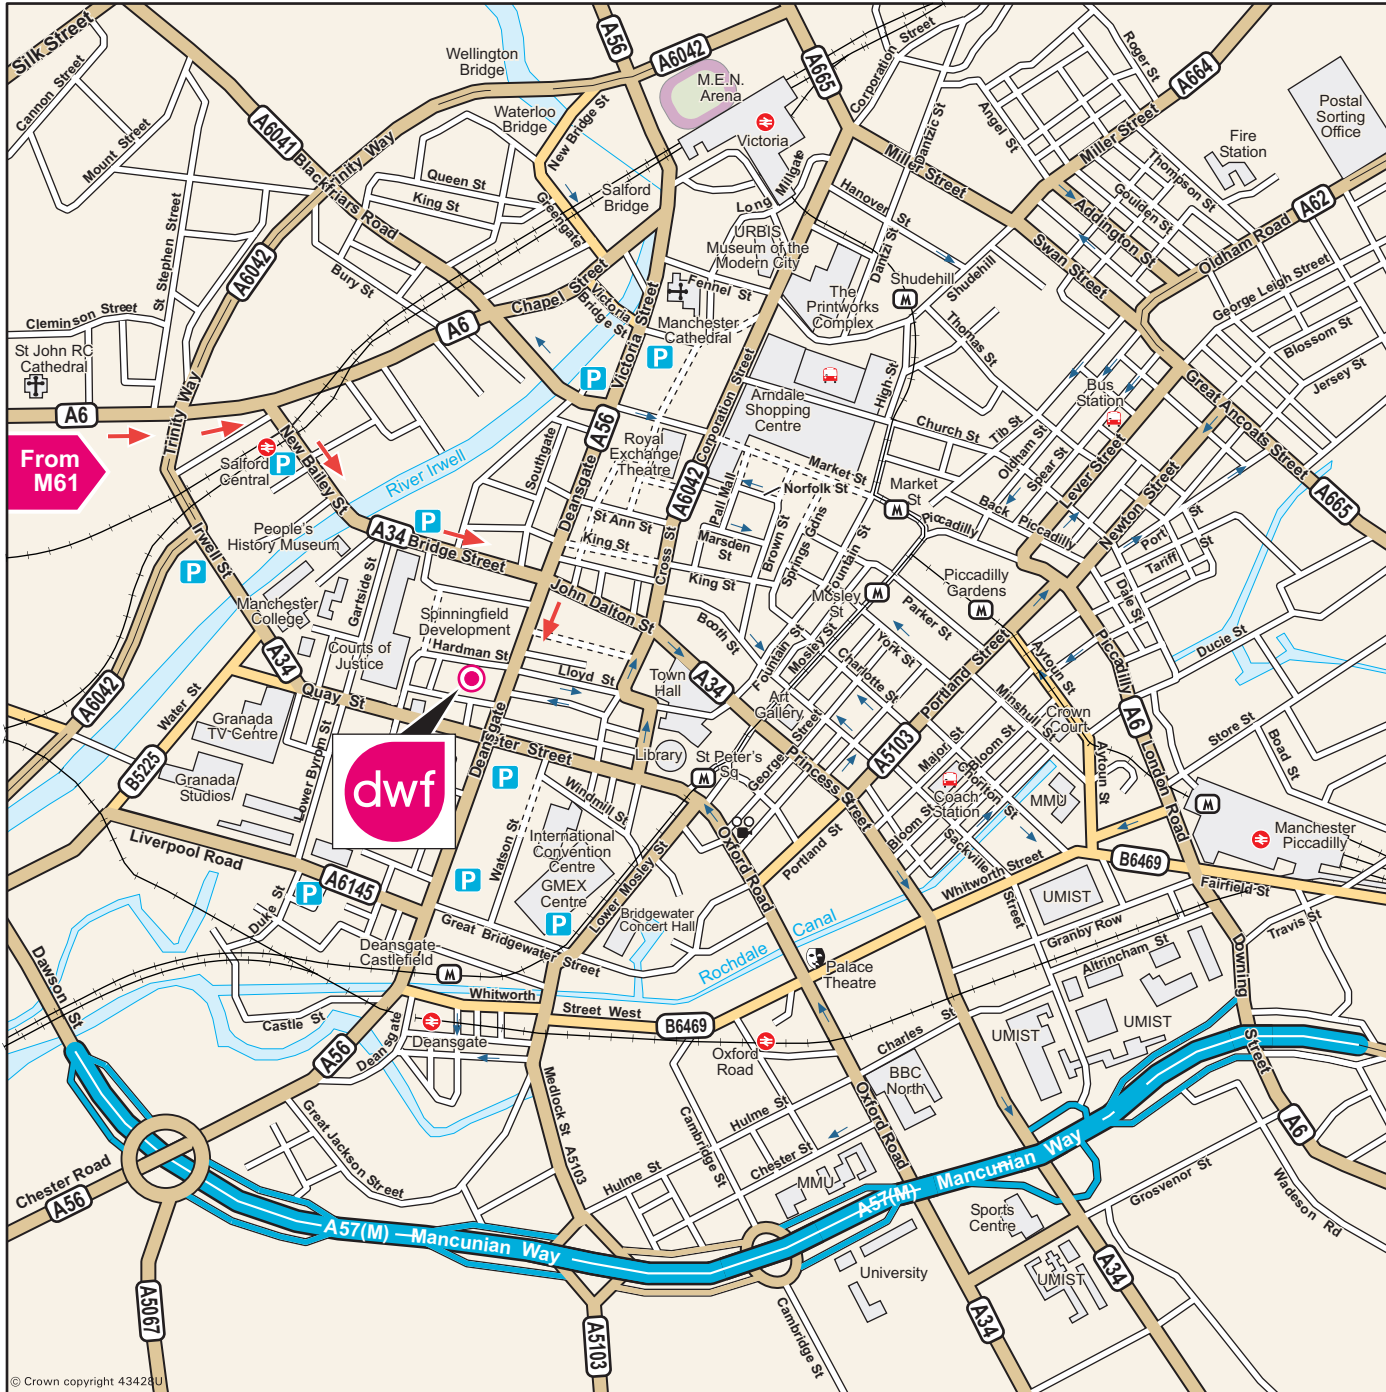 Silk Street
Cannon Street
Mount Street
A6041
Blackfriars Road
Trinity Way
A6042
Wellington
Bridge
Waterloo
Bridge
New Bridge St
A56
A6042
M.E.N.
Arena
Victoria
A665
Corporation Street
Dantzic St
Angel St
Roger St
A664
Miller Street
Miller Street
Postal
Sorting
Office
Fire
Station
Thompson St
Goulden St
Addington St
A62
Oldham Road
George Leigh Street
Blossom St
Jersey St
Swan Street
Great Ancoats Street
A665
Queen St
King St
Greengate
Salford
Bridge
Long Millgate
Hanover St
Dantzi St
URBIS
Museum of the
Modern City
Shudehill
Shudehill
The
Printworks
Complex
Thomas St
St Stephen Street
A6042
Bury St
Chapel Street
Victoria
Bridge St
Victoria Street
Fennel St
Manchester
Cathedral
Cleminson Street
St John RC
Cathedral
A6
A6
Trinity Way
From
M61
Salford
Central
New Bailey St
River Irwell
Southgate
A56
Deansgate
Royal
Exchange
Theatre
Corporation Street
Arndale
Shopping
Centre
High St
Church St
Tib St
Oldham St
Spear St
Bus
Station
ever Street
Newton Street
Market St
Norfolk St
Market
St
Back Piccadilly
Piccadilly
Port St
Tariff St
Dale St
Ducie St
A6042
Pall Mall
Cross St
St Ann St
King St
King St
Marsden
St
Brown St
Springs Gdns
Fountain St
Mosley
St
Piccadilly
Gardens
Parker St
York St
Irwell St
People's
History Museum
A34
Bridge Street
Gartside St
Manchester
College
Courts of
Justice
Spinningfield
Development
Hardman St
Lloyd St
John Dalton St
Booth St
Town
Hall
A34
Fountain St
Mosley St
Charlotte St
Art
Gallery
Portland Street
Minshull St
Aytoun St
Crown
Court
Piccadilly
A6
London Road
Store St
Boad St
A34
Quay St
A6042
Water St
B5225
Granada
TV Centre
Granada
Studios
Lower Byrom St
dwf
Deansgate
ter Street
Library
St Peter's
Sq
George Street
Princess Street
A5103
Major St
Bloom St
Chorlton St
Coach
Station
Bloom St
Sackville
Street
MMU
Aytoun St
Manchester
Piccadilly
Liverpool Road
A6145
Duke St
Watson St
Windmill St
International
Convention
Centre
GMEX
Centre
Lower Mosley St
Bridgewater
Concert Hall
Oxford Road
Portland St
Whitworth Street
B6469
Fairfield St
Travis St
UMIST
Granby Row
Altrincham St
Great Bridgewater Street
Deansgate-
Castlefield
Rochdale Canal
Palace
Theatre
Downing
Street
Dawson St
Castle St
A56
Deansgate
Whitworth
Street West
Deansgate
B6469
Oxford
Road
Charles St
BBC
North
UMIST
UMIST
Medlock St
A5103
Hulme St
Hulme St
Cambridge St
Chester St
MMU
Oxford Road
Great Jackson Street
Chester Road
A56
A57(M) Mancunian Way
A57(M) Mancunian Way
Grosvenor St
Wadeson Rd
A6
Sports
Centre
University
UMIST
A34
A34
Cambridge St
A5067
A5103
© Crown copyright 43428U